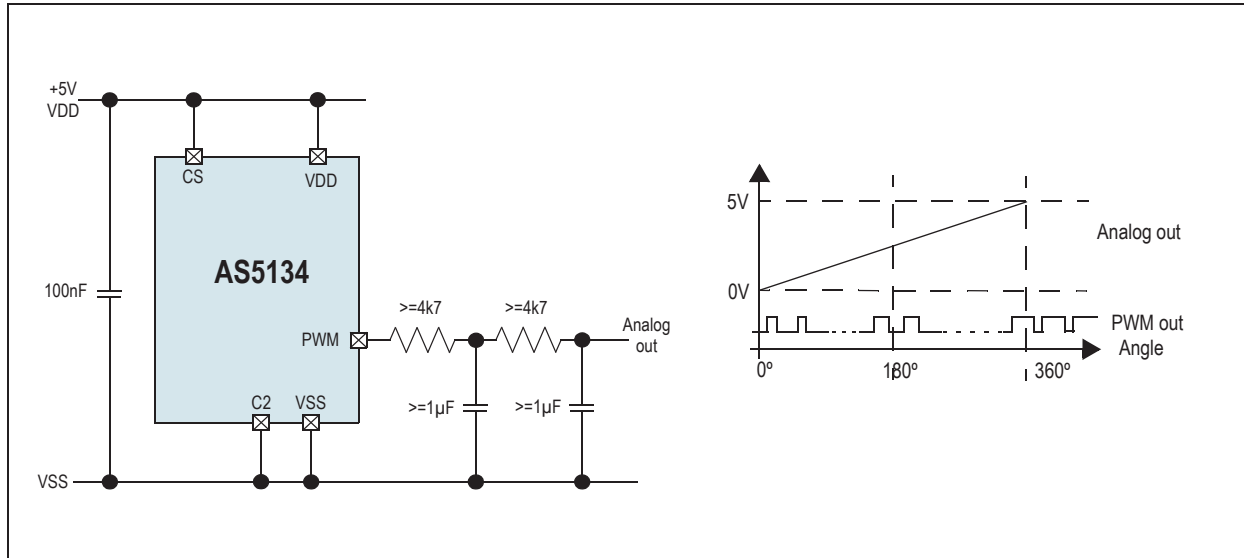 +5V
VDD
CS
VDD
AS5134
100nF
>=4k7
>=4k7
PWM
Analog
out
C2
VSS
>=1µF
>=1µF
VSS
5V
Analog out
0V
PWM out
Angle
0º
180º
360º